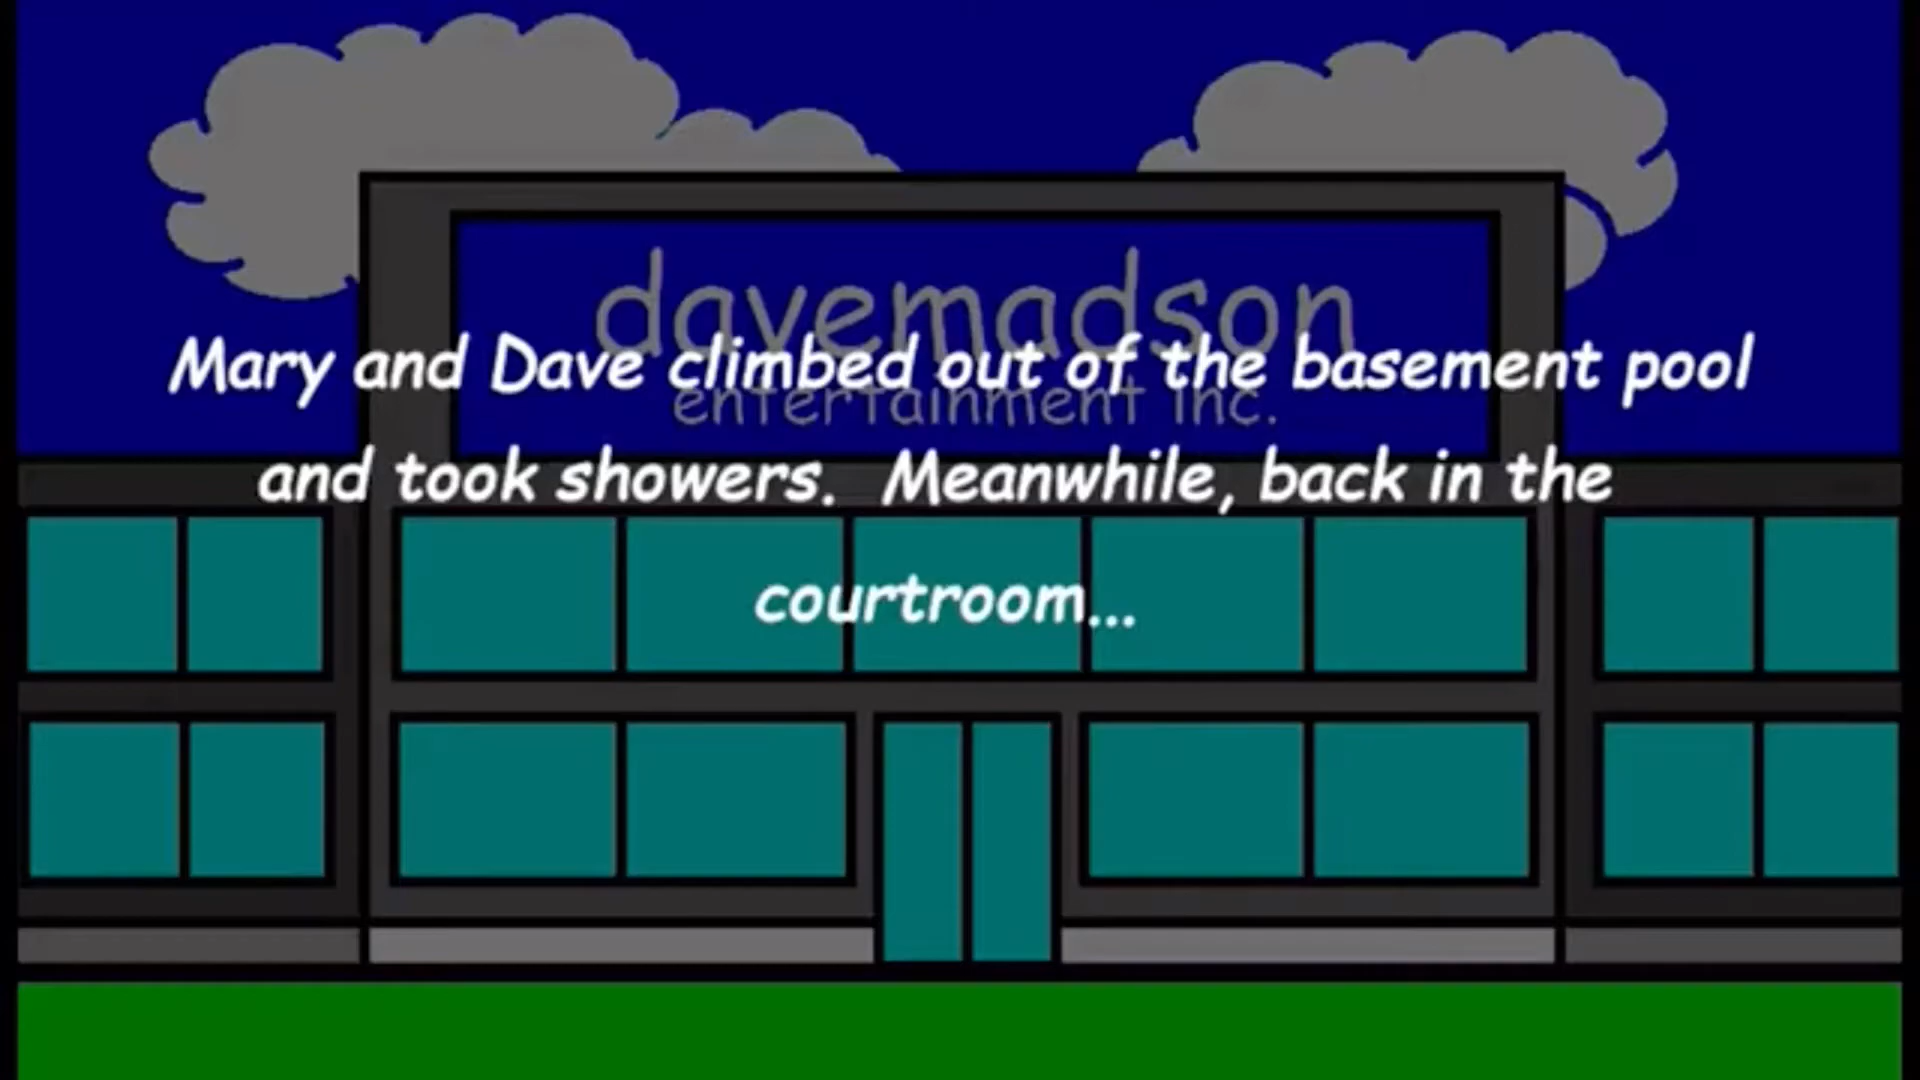 davemadson
entertainment inc.
Mary and Dave climbed out of the basement pool
and took showers.  Meanwhile, back in the
courtroom...